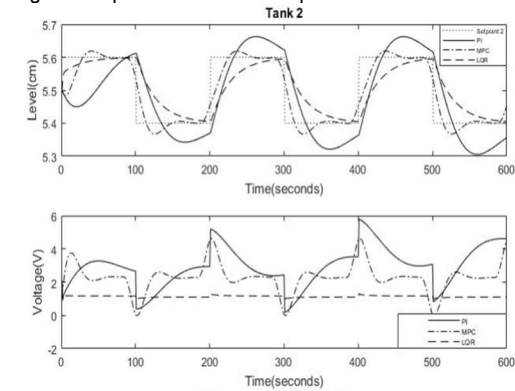 Tank 2
5.7
5.6
5.5
5.4
5.3
Level(cm)
Setpoint 2
PI
MPC
LQR
0 100 200 300 400 500 600
Time(seconds)
6
4
2
0
-2
Voltage(V)
PI
MPC
LQR
0 100 200 300 400 500 600
Time(seconds)